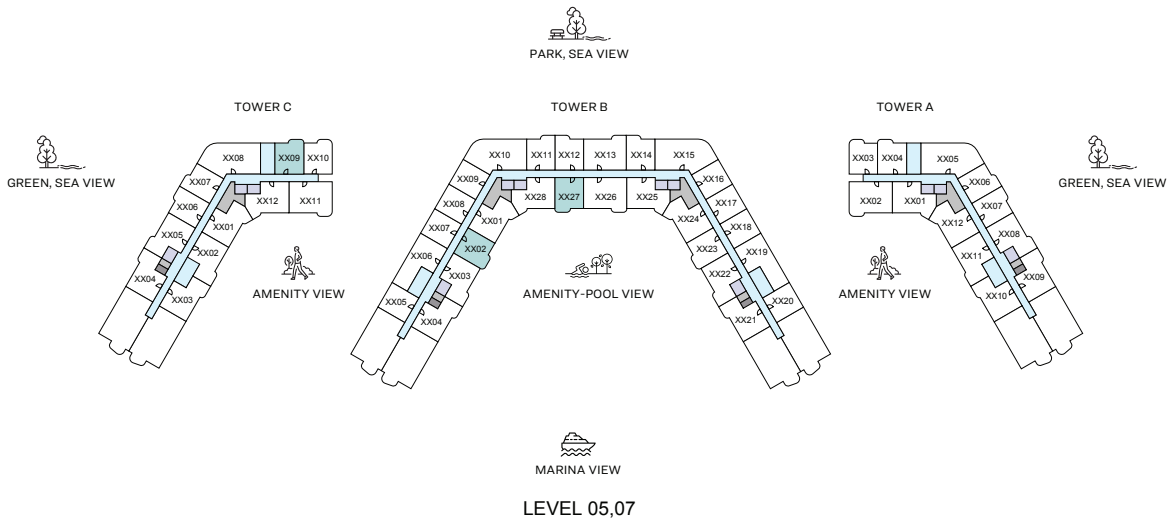 PARK, SEA VIEW
TOWER C
TOWER B
TOWER A
GREEN, SEA VIEW
GREEN, SEA VIEW
XX08
XX09
XX10
XX07
XX06
XX05
XX04
XX01
XX02
XX03
XX12
XX11
AMENITY VIEW
XX10
XX11
XX12
XX13
XX14
XX15
XX09
XX08
XX07
XX06
XX05
XX01
XX02
XX03
XX04
XX28
XX27
XX26
XX25
XX24
XX23
XX22
XX21
XX16
XX17
XX18
XX19
XX20
AMENITY-POOL VIEW
XX03
XX04
XX05
XX02
XX01
XX06
XX07
XX08
XX09
XX12
XX11
XX10
AMENITY VIEW
MARINA VIEW
LEVEL 05,07